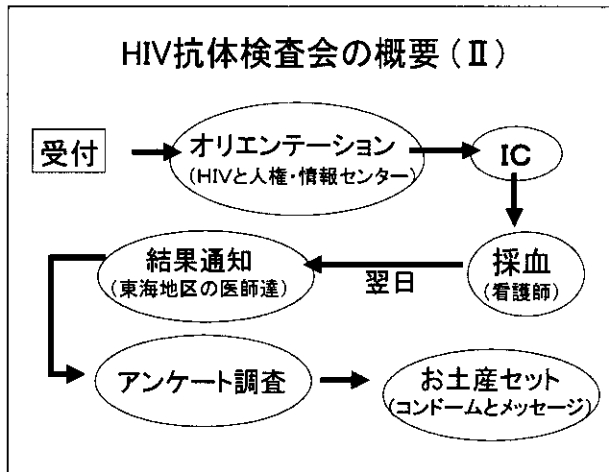 HIV抗体検査会の概要(Ⅱ)
受付
オリエンテーション
(HIVと人権・情報センター)
IC
採血
(看護師)
翌日
結果通知
(東海地区の医師達)
アンケート調査
お土産セット
(コンドームとメッセージ)